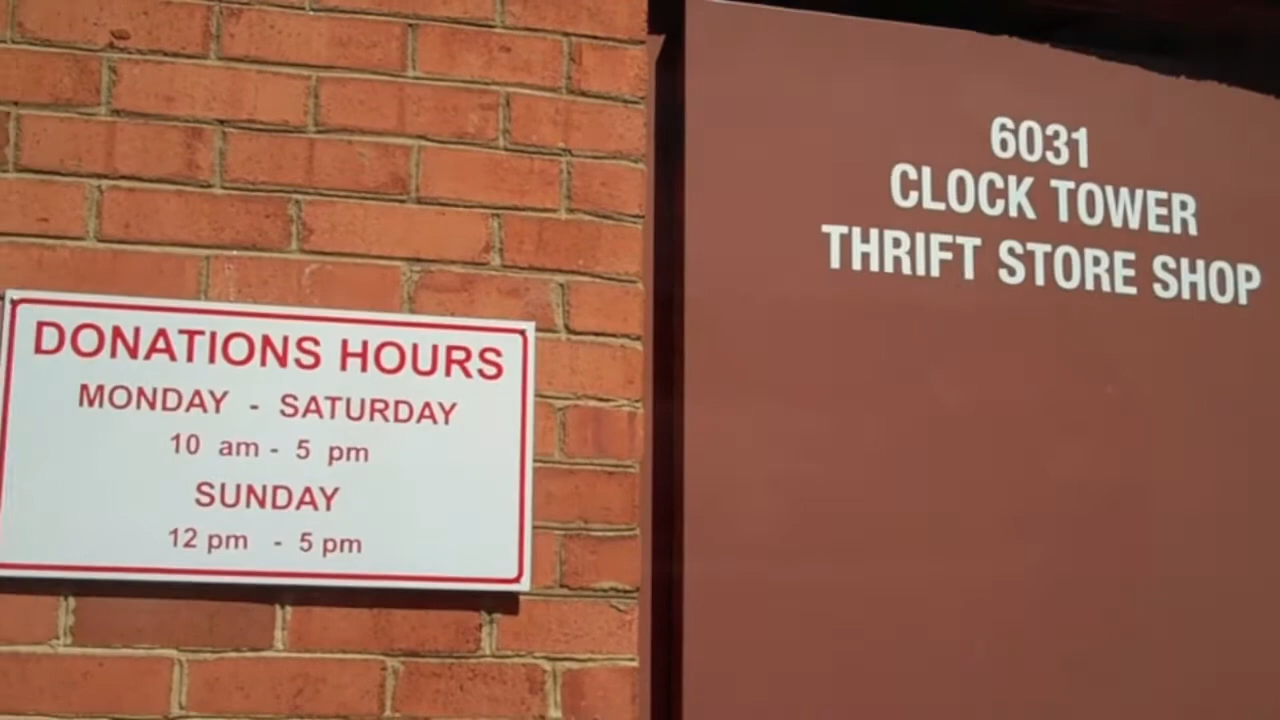 DONATIONS HOURS
MONDAY - SATURDAY
10 am - 5 pm
SUNDAY
12 pm - 5 pm
6031
CLOCK TOWER
THRIFT STORE SHOP